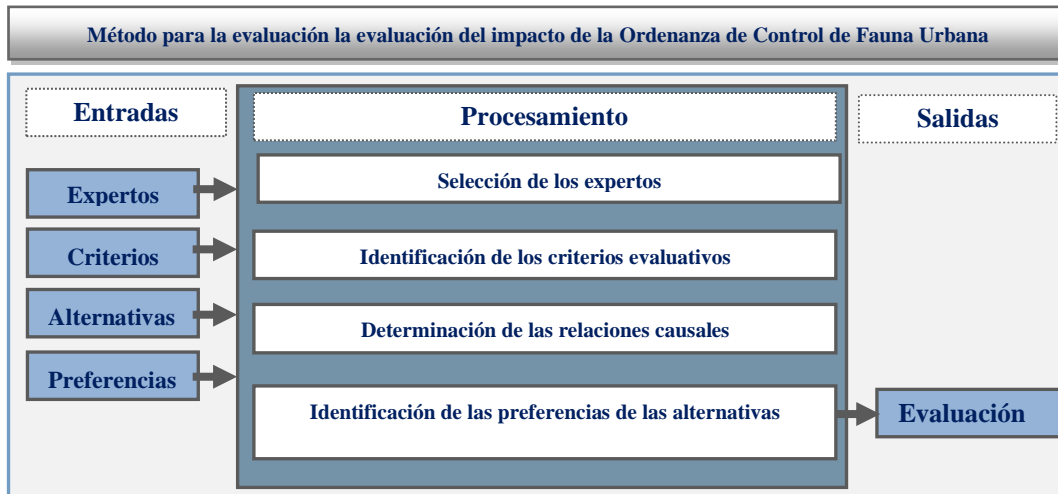 Método para la evaluación la evaluación del impacto de la Ordenanza de Control de Fauna Urbana
Entradas
Procesamiento
Salidas
Expertos
Selección de los expertos
Criterios
Identificación de los criterios evaluativos
Alternativas
Determinación de las relaciones causales
Preferencias
Identificación de las preferencias de las alternativas
Evaluación